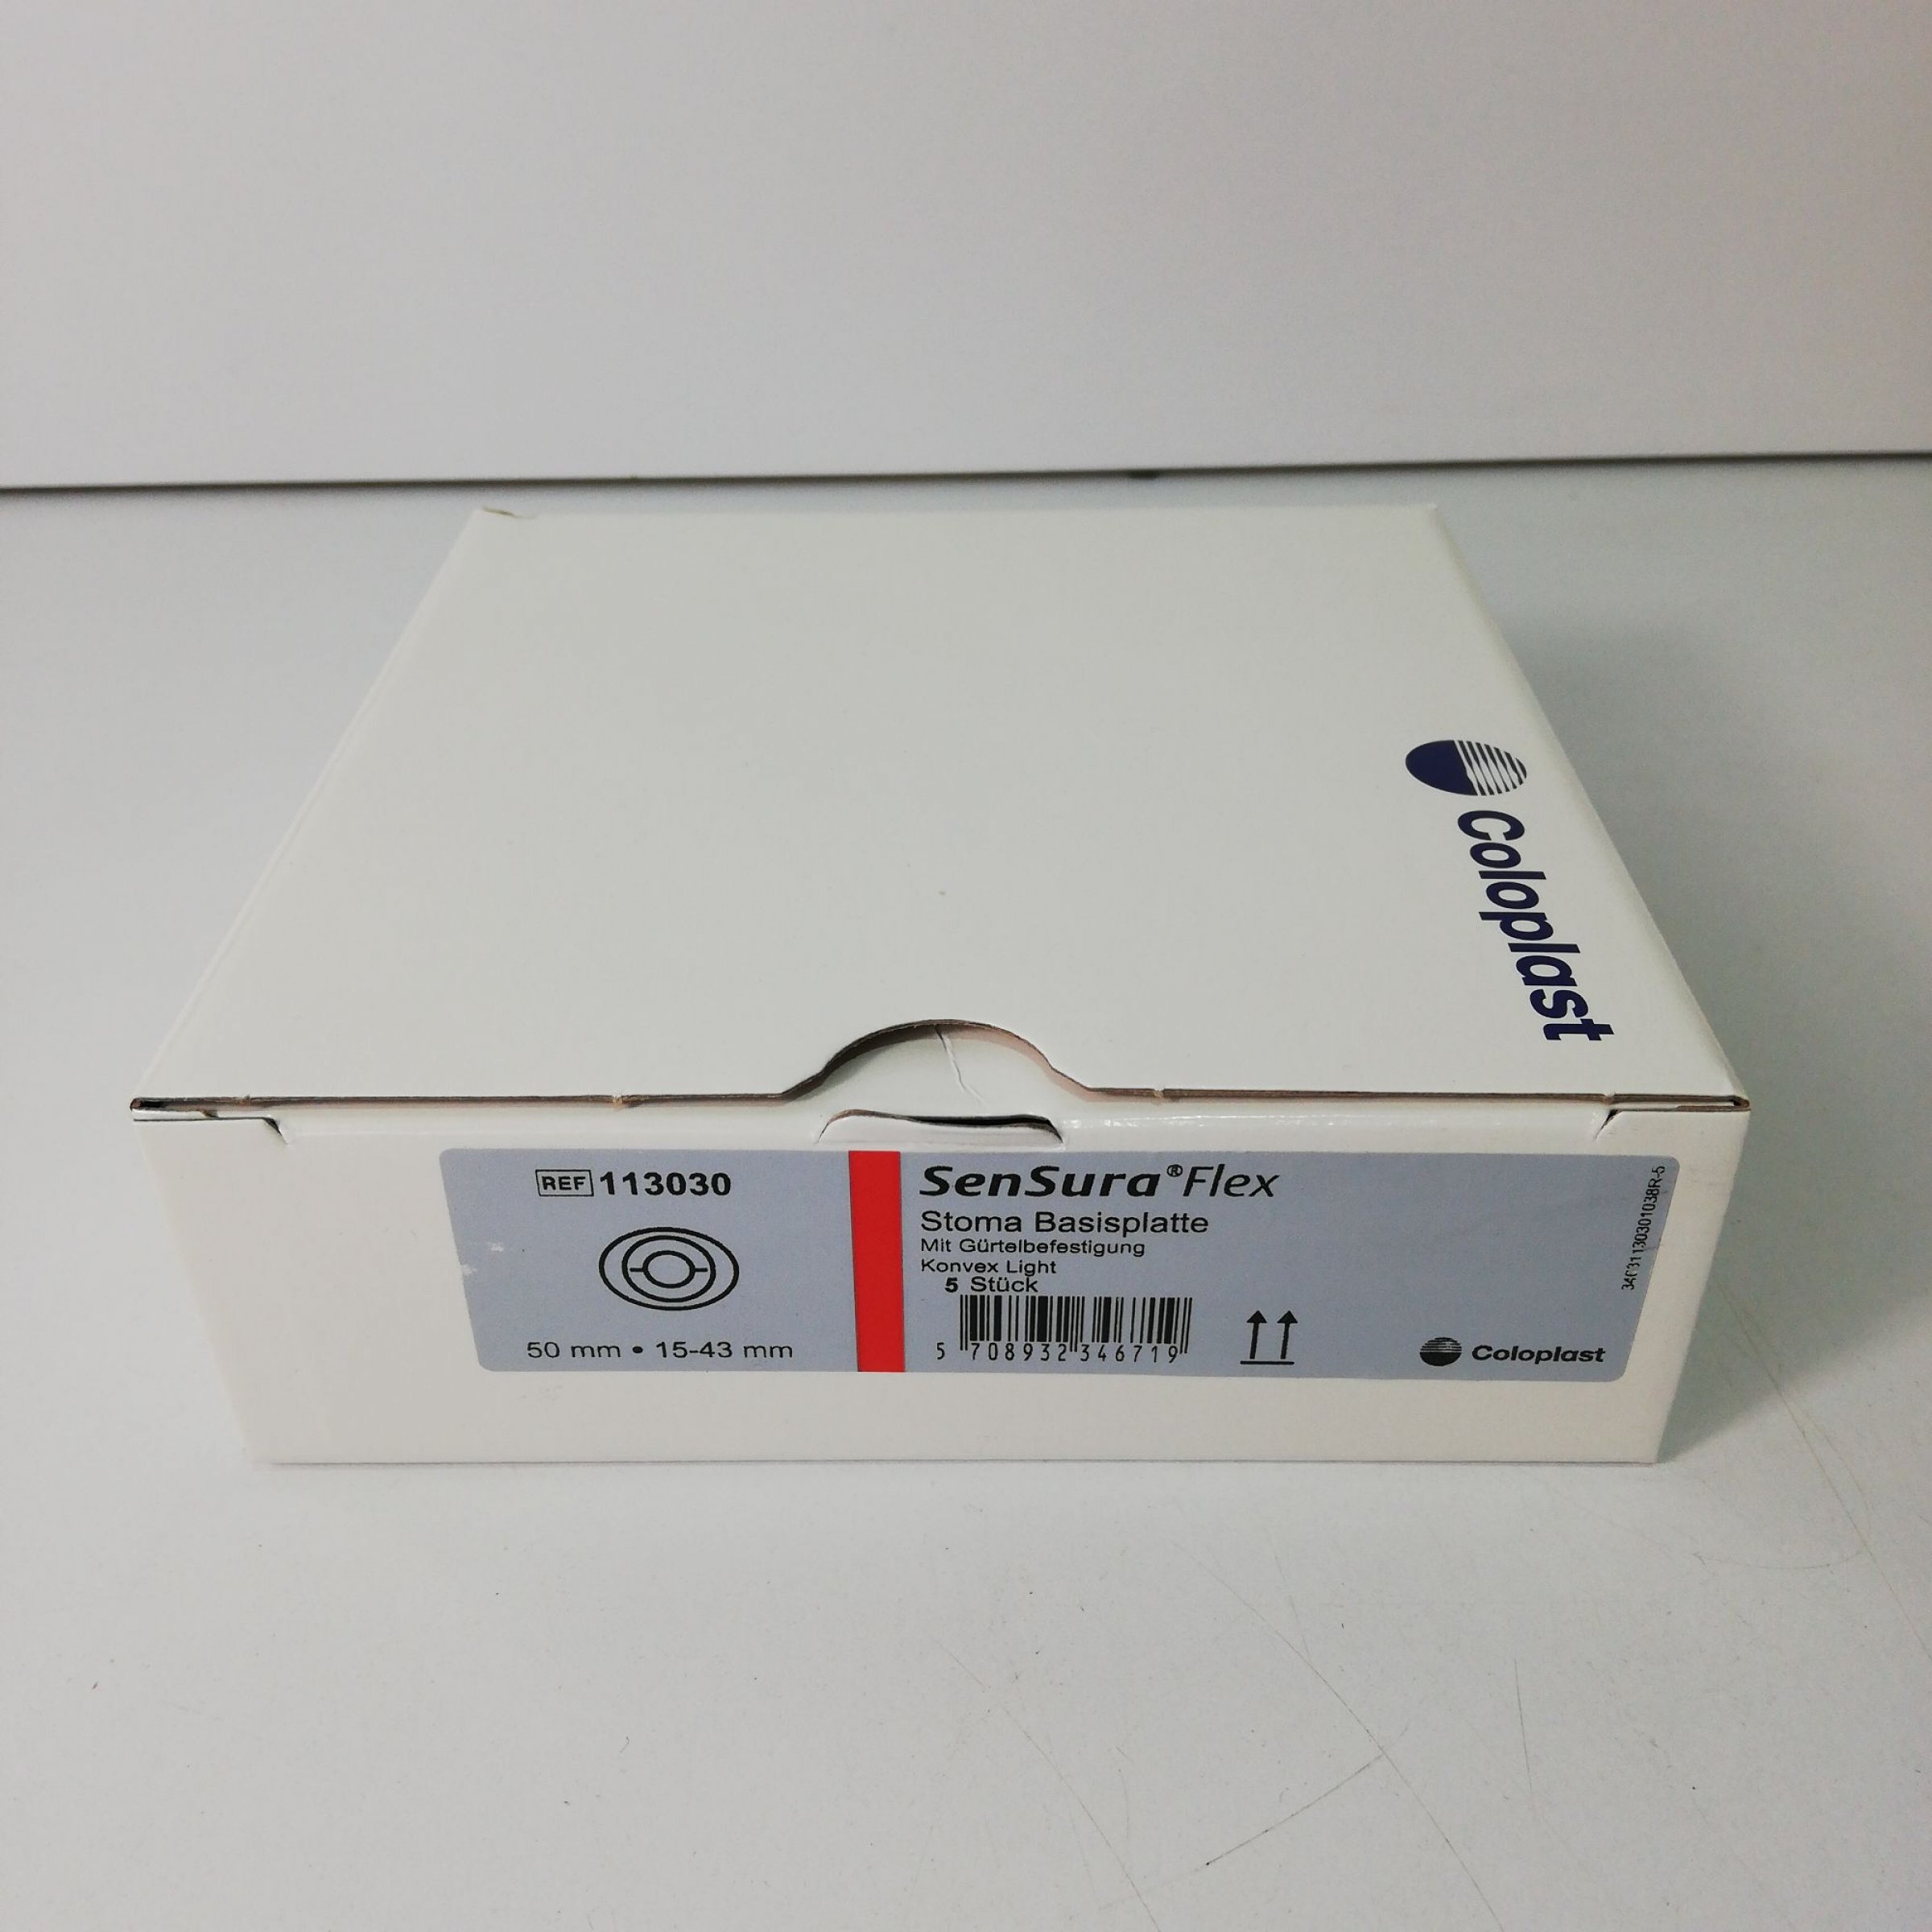 coloplast
REF 113030
50 mm • 15-43 mm
SenSura® Flex
Stoma Basisplatte
Mit Gürtelbefestigung
Konvex Light
5 Stück
5 708932 346719
Coloplast